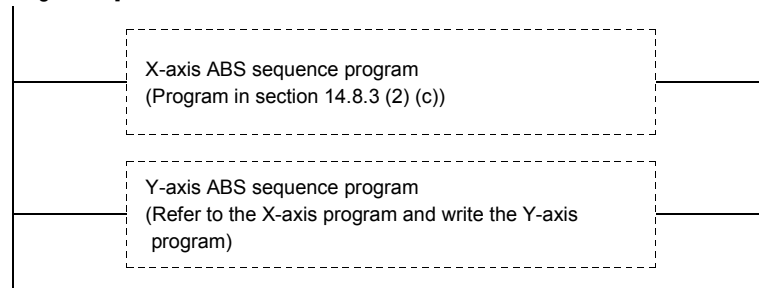 X-axis ABS sequence program
(Program in section 14.8.3 (2) (c))
Y-axis ABS sequence program
(Refer to the X-axis program and write the Y-axis
program)